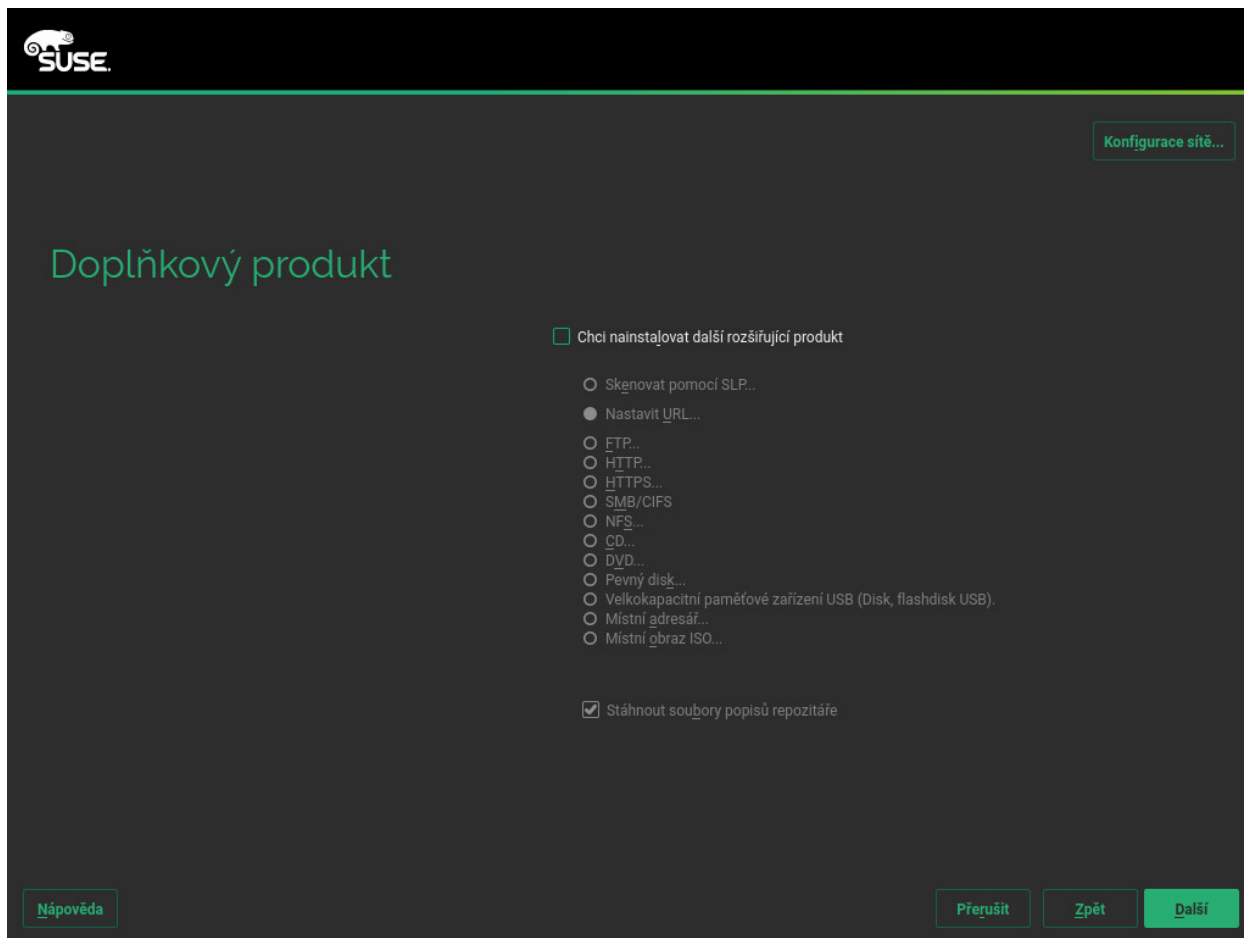 SUSE.
Konfigurace sítě...
Doplňkový produkt
Chci nainstalovat další rozšiřující produkt
Skenovat pomocí SLP...
Nastavit URL...
FTP...
HTTP...
HTTPS...
SMB/CIFS
NFS...
CD...
DVD...
Pevný disk...
Velkokapacitní paměťové zařízení USB (Disk, flashdisk USB).
Místní adresář...
Místní obraz ISO...
Stáhnout soubory popisů repozitáře
Nápověda
Přerušit
Zpět
Další